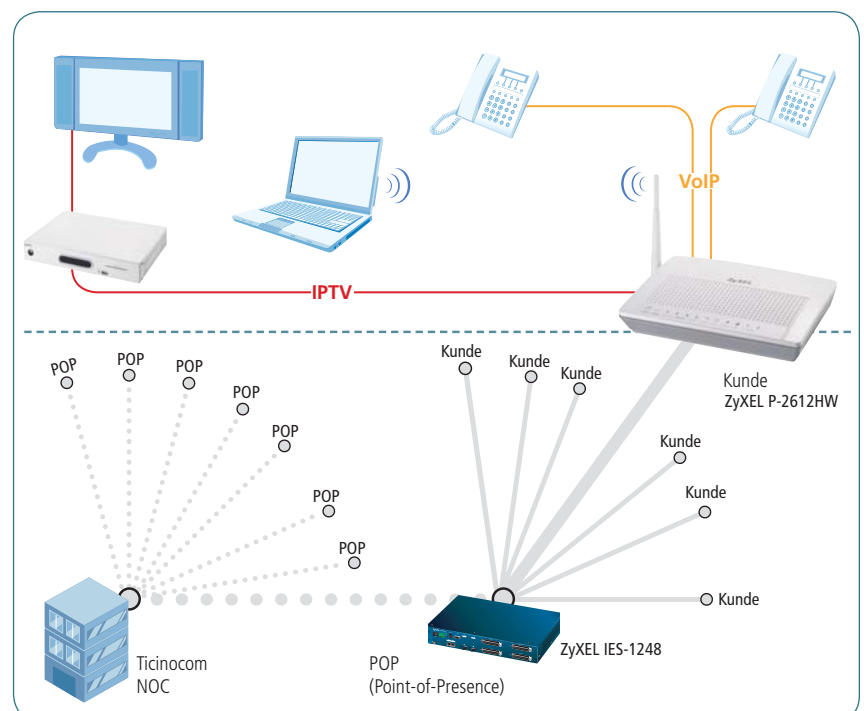 VoIP
IPTV
ZyXEL
POP
POP
POP
POP
POP
POP
POP
Kunde
Kunde
Kunde
Kunde
ZyXEL P-2612HW
Kunde
Kunde
Kunde
ZyXEL IES-1248
Ticinocom
NOC
POP
(Point-of-Presence)